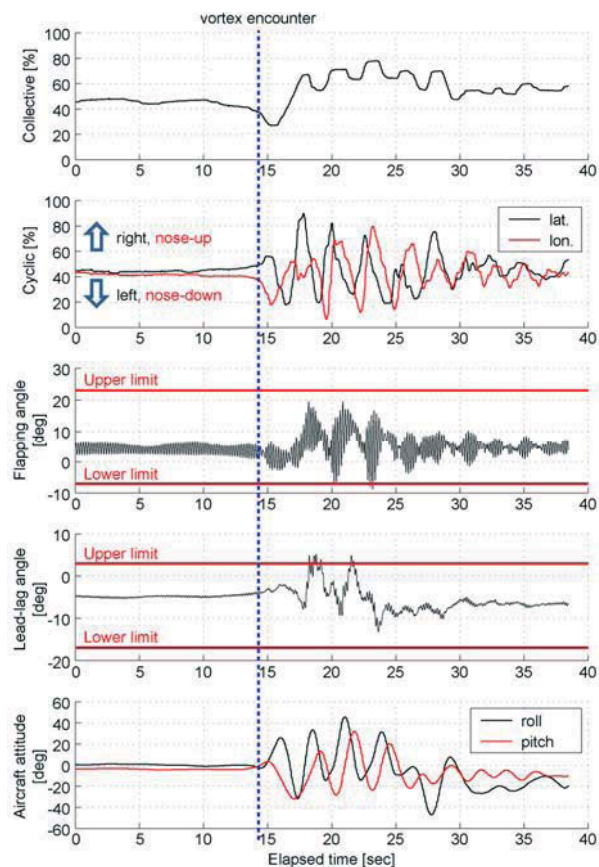 vortex encounter
Collective [%]
100
80
60
40
20
0
0 5 10 15 20 25 30 35 40
Cyclic [%]
100
80
60
40
20
0
right, nose-up
left, nose-down
lat.
lon.
0 5 10 15 20 25 30 35 40
Flappng angle
[deg]
30
20
10
0
-10
Upper limit
Lower limit
0 5 10 15 20 25 30 35 40
Lead-lag angle
[deg]
10
0
-10
-20
Upper limit
Lower limit
0 5 10 15 20 25 30 35 40
Aircraft attitude
[deg]
60
40
20
0
-20
-40
-60
roll
pitch
0 5 10 15 20 25 30 35 40
Elapsed time [sec]